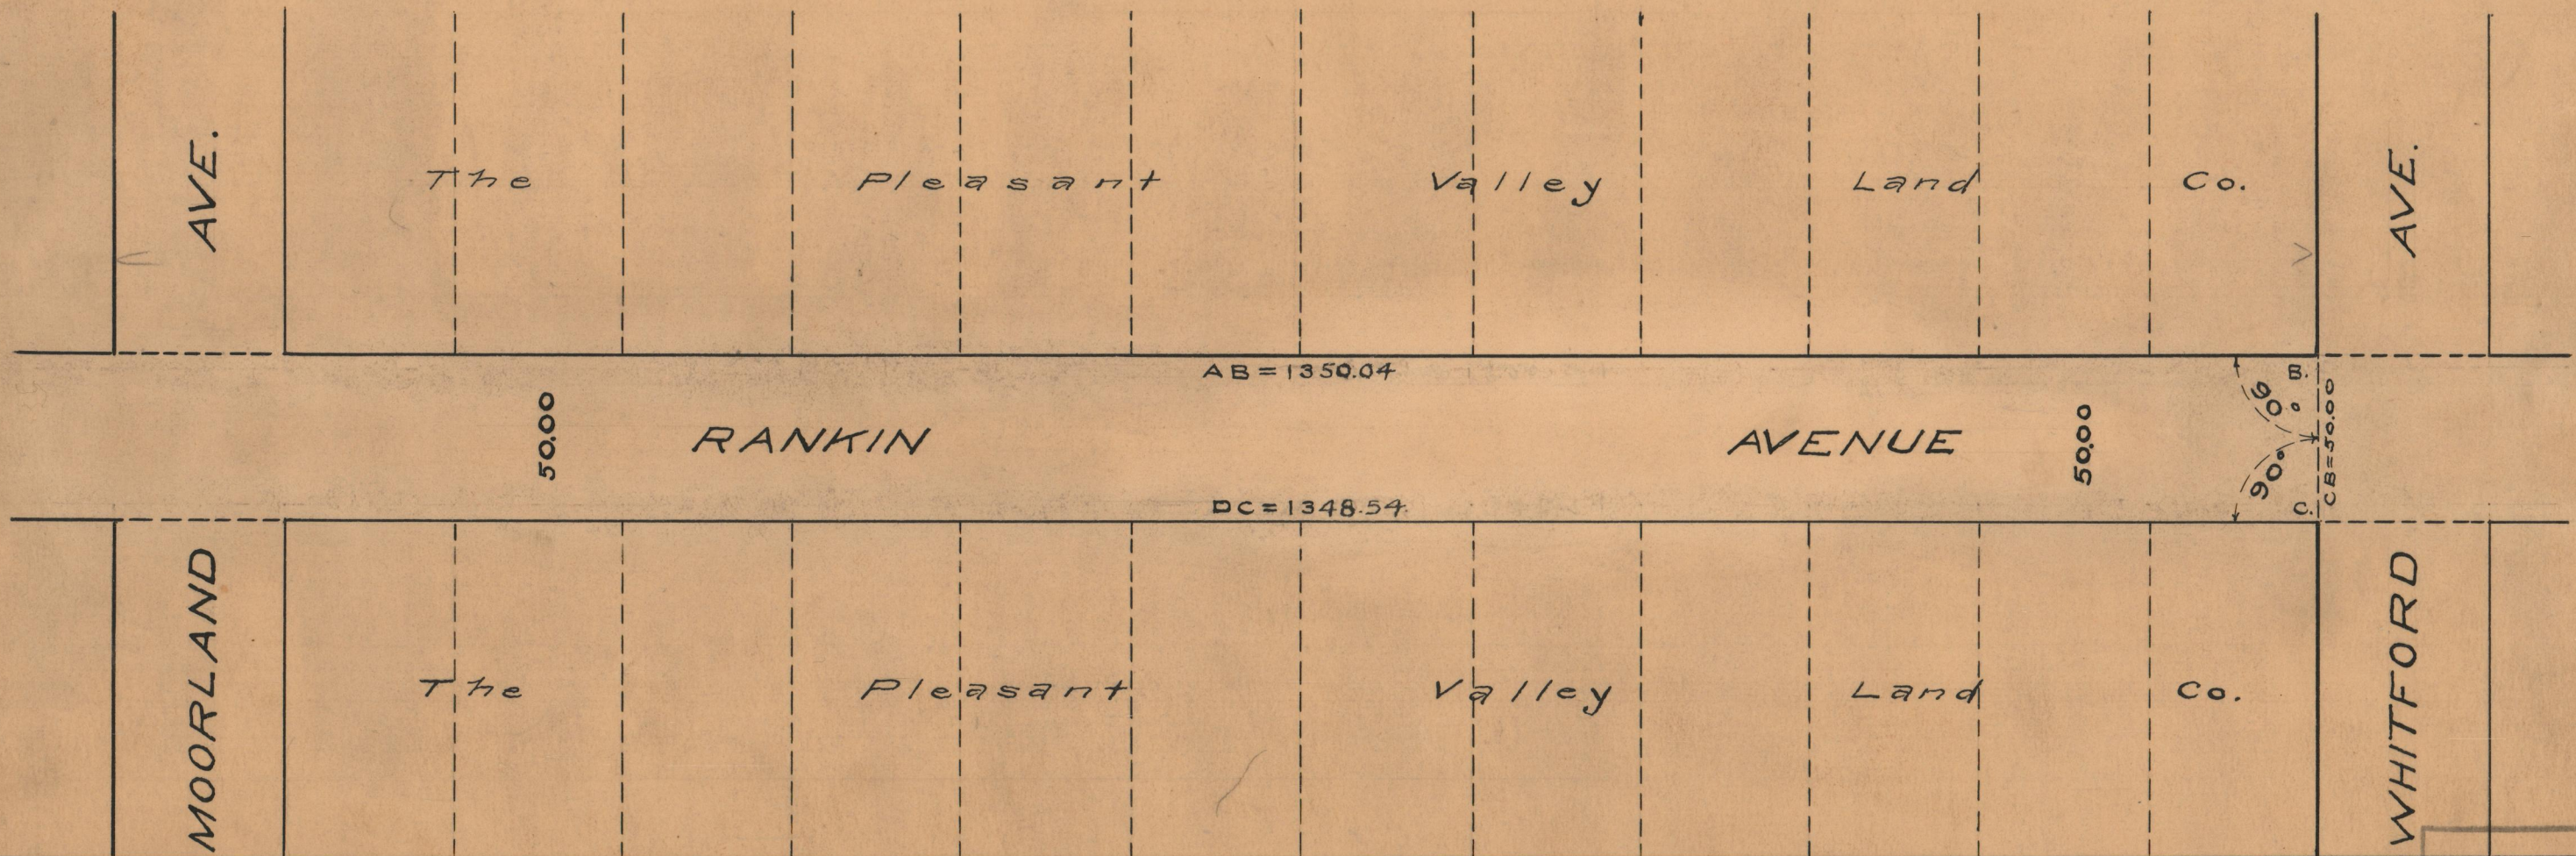 AVE.
The Pleasant Valley Land Co.
AVE.
AB=1350.04
B.
90°
50.00
RANKIN AVENUE
50.00
CB=50.00
90°
C.
DC=1348.54
MOORLAND
The Pleasant Valley Land Co.
WHITFORD